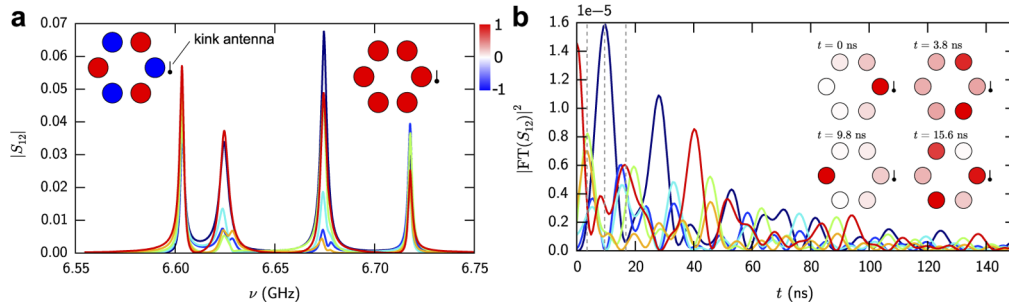 a
kink antenna
1
0
-1
0.07
0.06
0.05
0.04
0.03
0.02
0.01
0.00
|S12|
6.55
6.60
6.65
6.70
6.75
ν (GHz)
b
1e−5
1.6
1.4
1.2
1.0
0.8
0.6
0.4
0.2
0.0
|FT(S12)|²
t = 0 ns
t = 3.8 ns
t = 9.8 ns
t = 15.6 ns
0
20
40
60
80
100
120
140
t (ns)